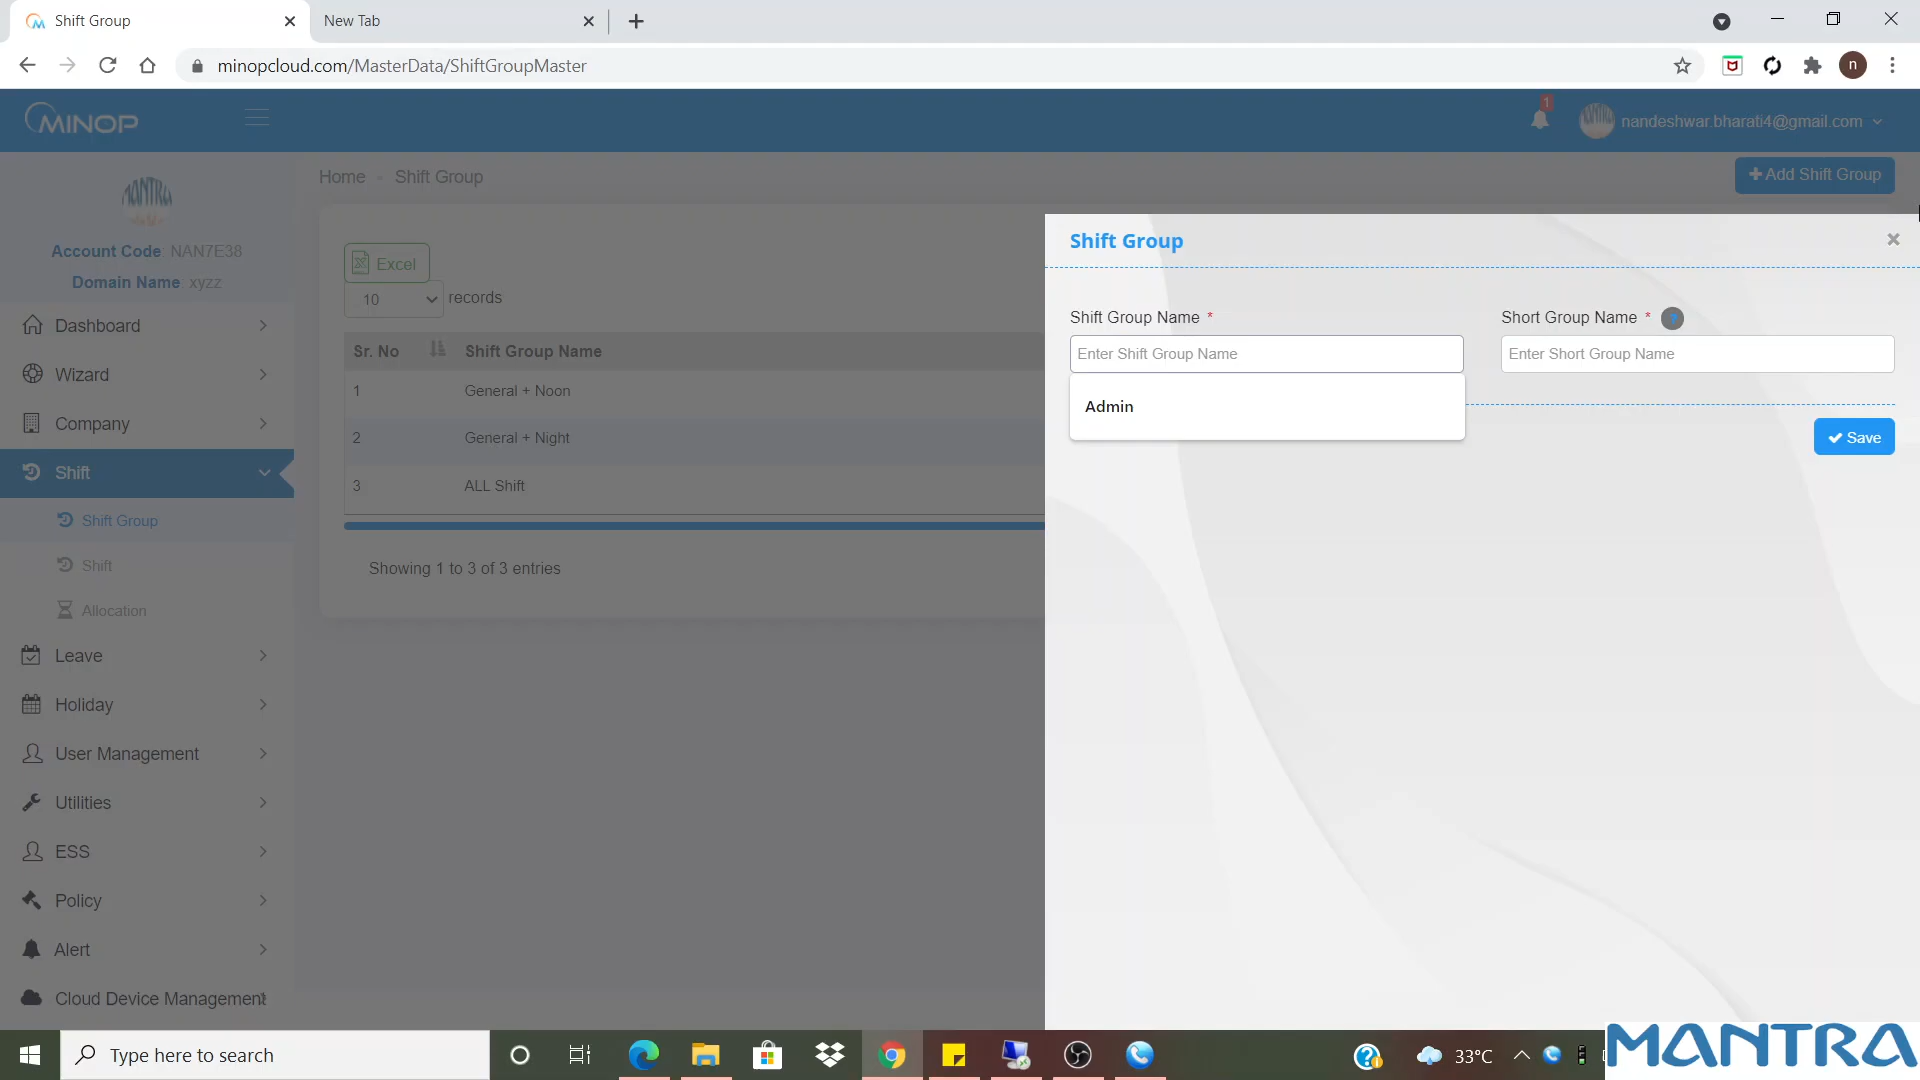 Shift Group
New Tab
minopcloud.com/MasterData/ShiftGroupMaster
n
MINOP
1
nandeshwar.bharati4@gmail.com
Home
Shift Group
Add Shift Group
MANTRA
Account Code: NAN7E38
Domain Name: xyzz
Dashboard
Wizard
Company
Shift
Shift Group
Shift
Allocation
Leave
Holiday
User Management
Utilities
ESS
Policy
Alert
Cloud Device Management
Excel
10 records
Sr. No Shift Group Name
1 General + Noon
2 General + Night
3 ALL Shift
Showing 1 to 3 of 3 entries
Shift Group
Shift Group Name *
Enter Shift Group Name
Admin
Short Group Name * ?
Enter Short Group Name
Save
Type here to search
33°C
MANTRA